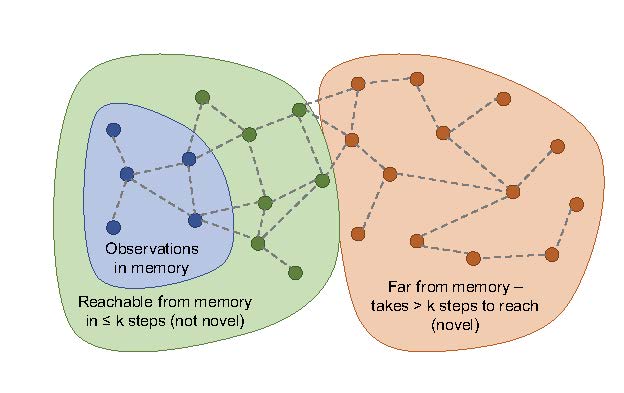 Observations
in memory
Reachable from memory
in ≤ k steps (not novel)
Far from memory –
takes > k steps to reach
(novel)